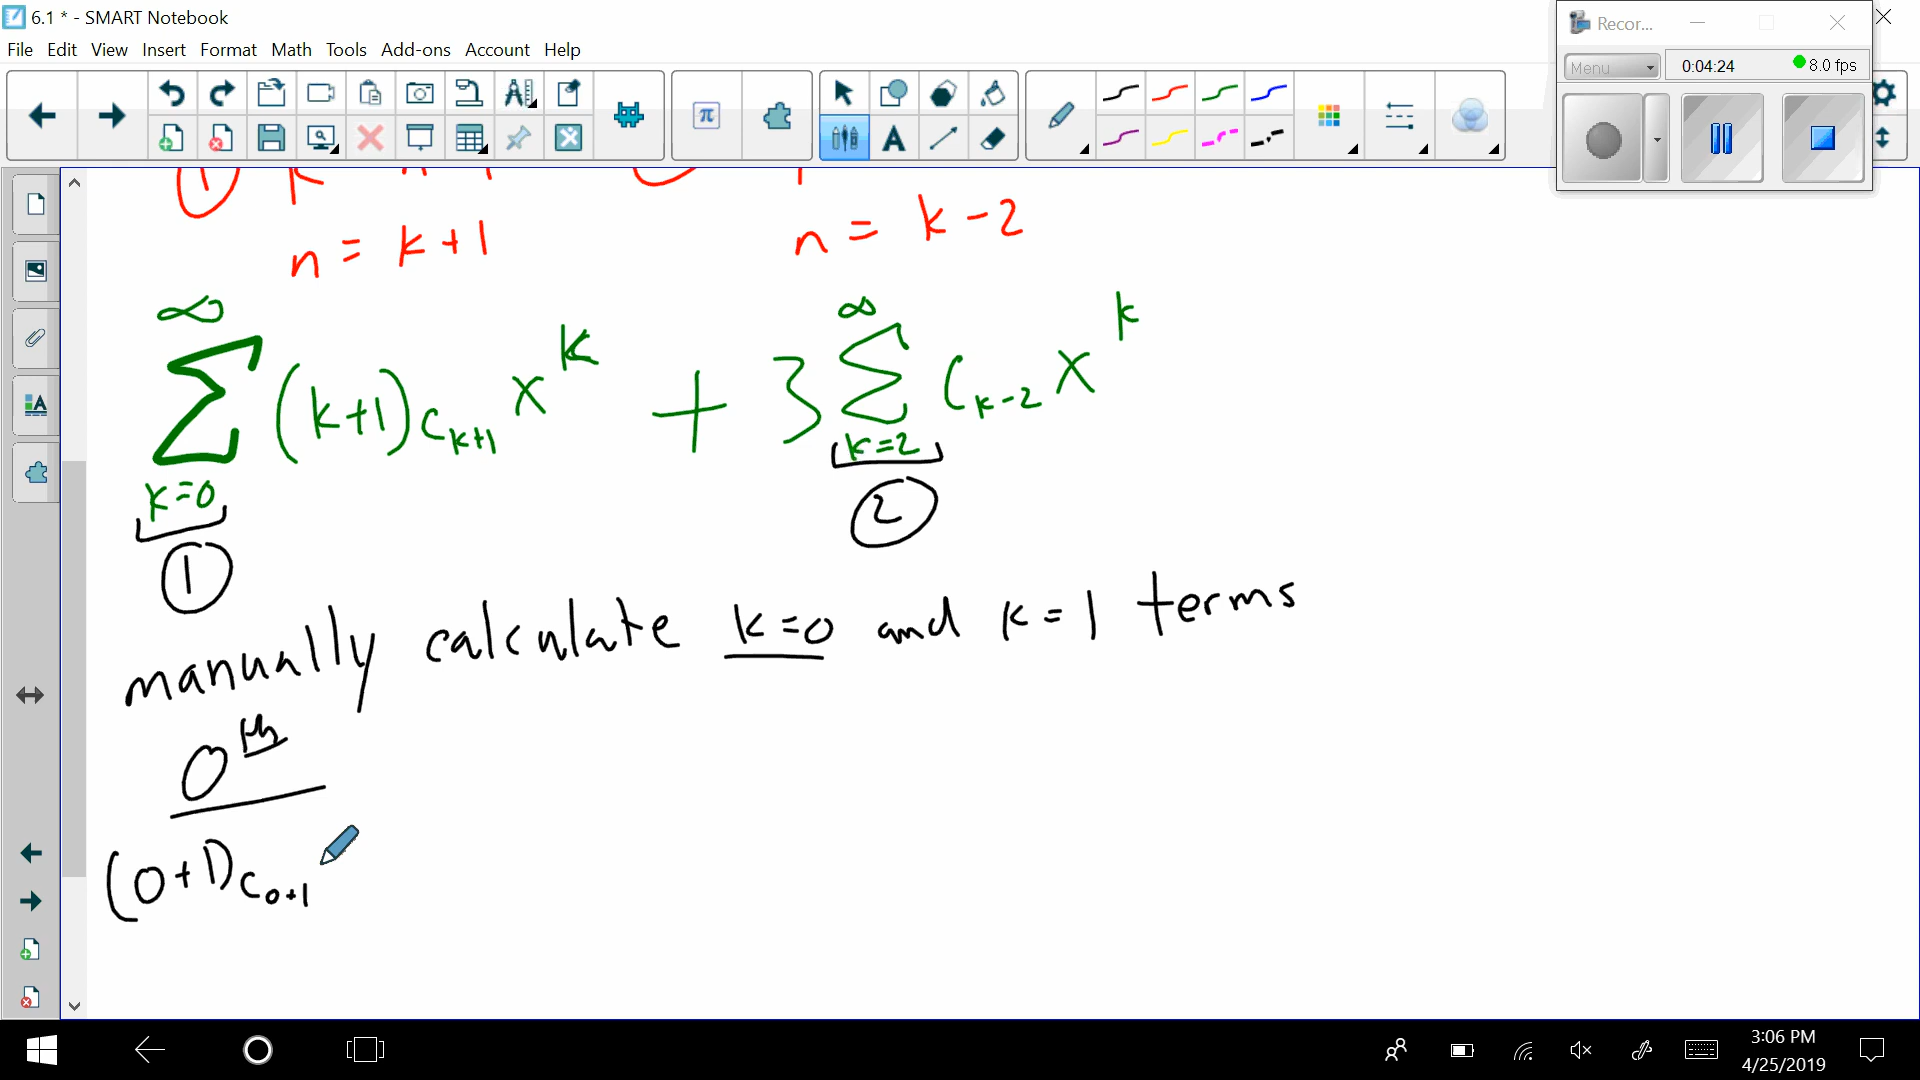 6.1 * - SMART Notebook
File Edit View Insert Format Math Tools Add-ons Account Help
Recor...
Menu 0:04:24 8.0 fps
π
A
A
① k
n = k+1 n = k-2
∞ ∞
∑ (k+1) c_{k+1} x^k + 3 ∑ c_{k-2} x^k
k=0 k=2
① ②
manually calculate k=0 and k=1 terms
0th
(0+1) c_{0+1}
3:06 PM
4/25/2019